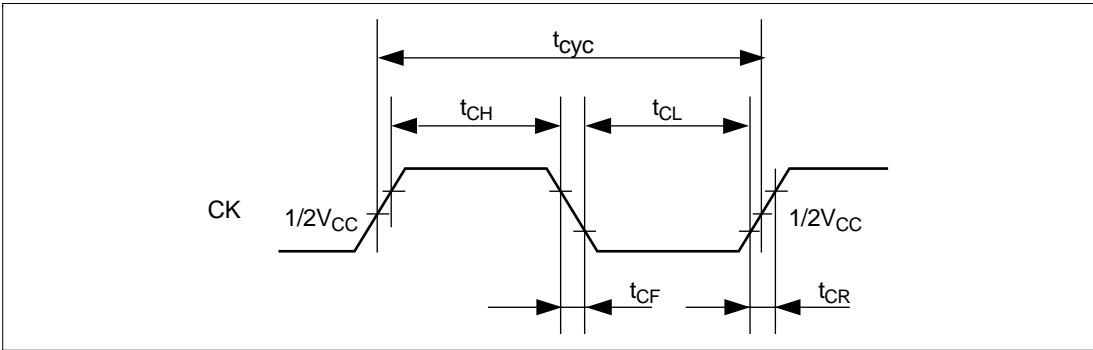 tcyc
tCH
tCL
CK
1/2VCC
1/2VCC
tCF
tCR